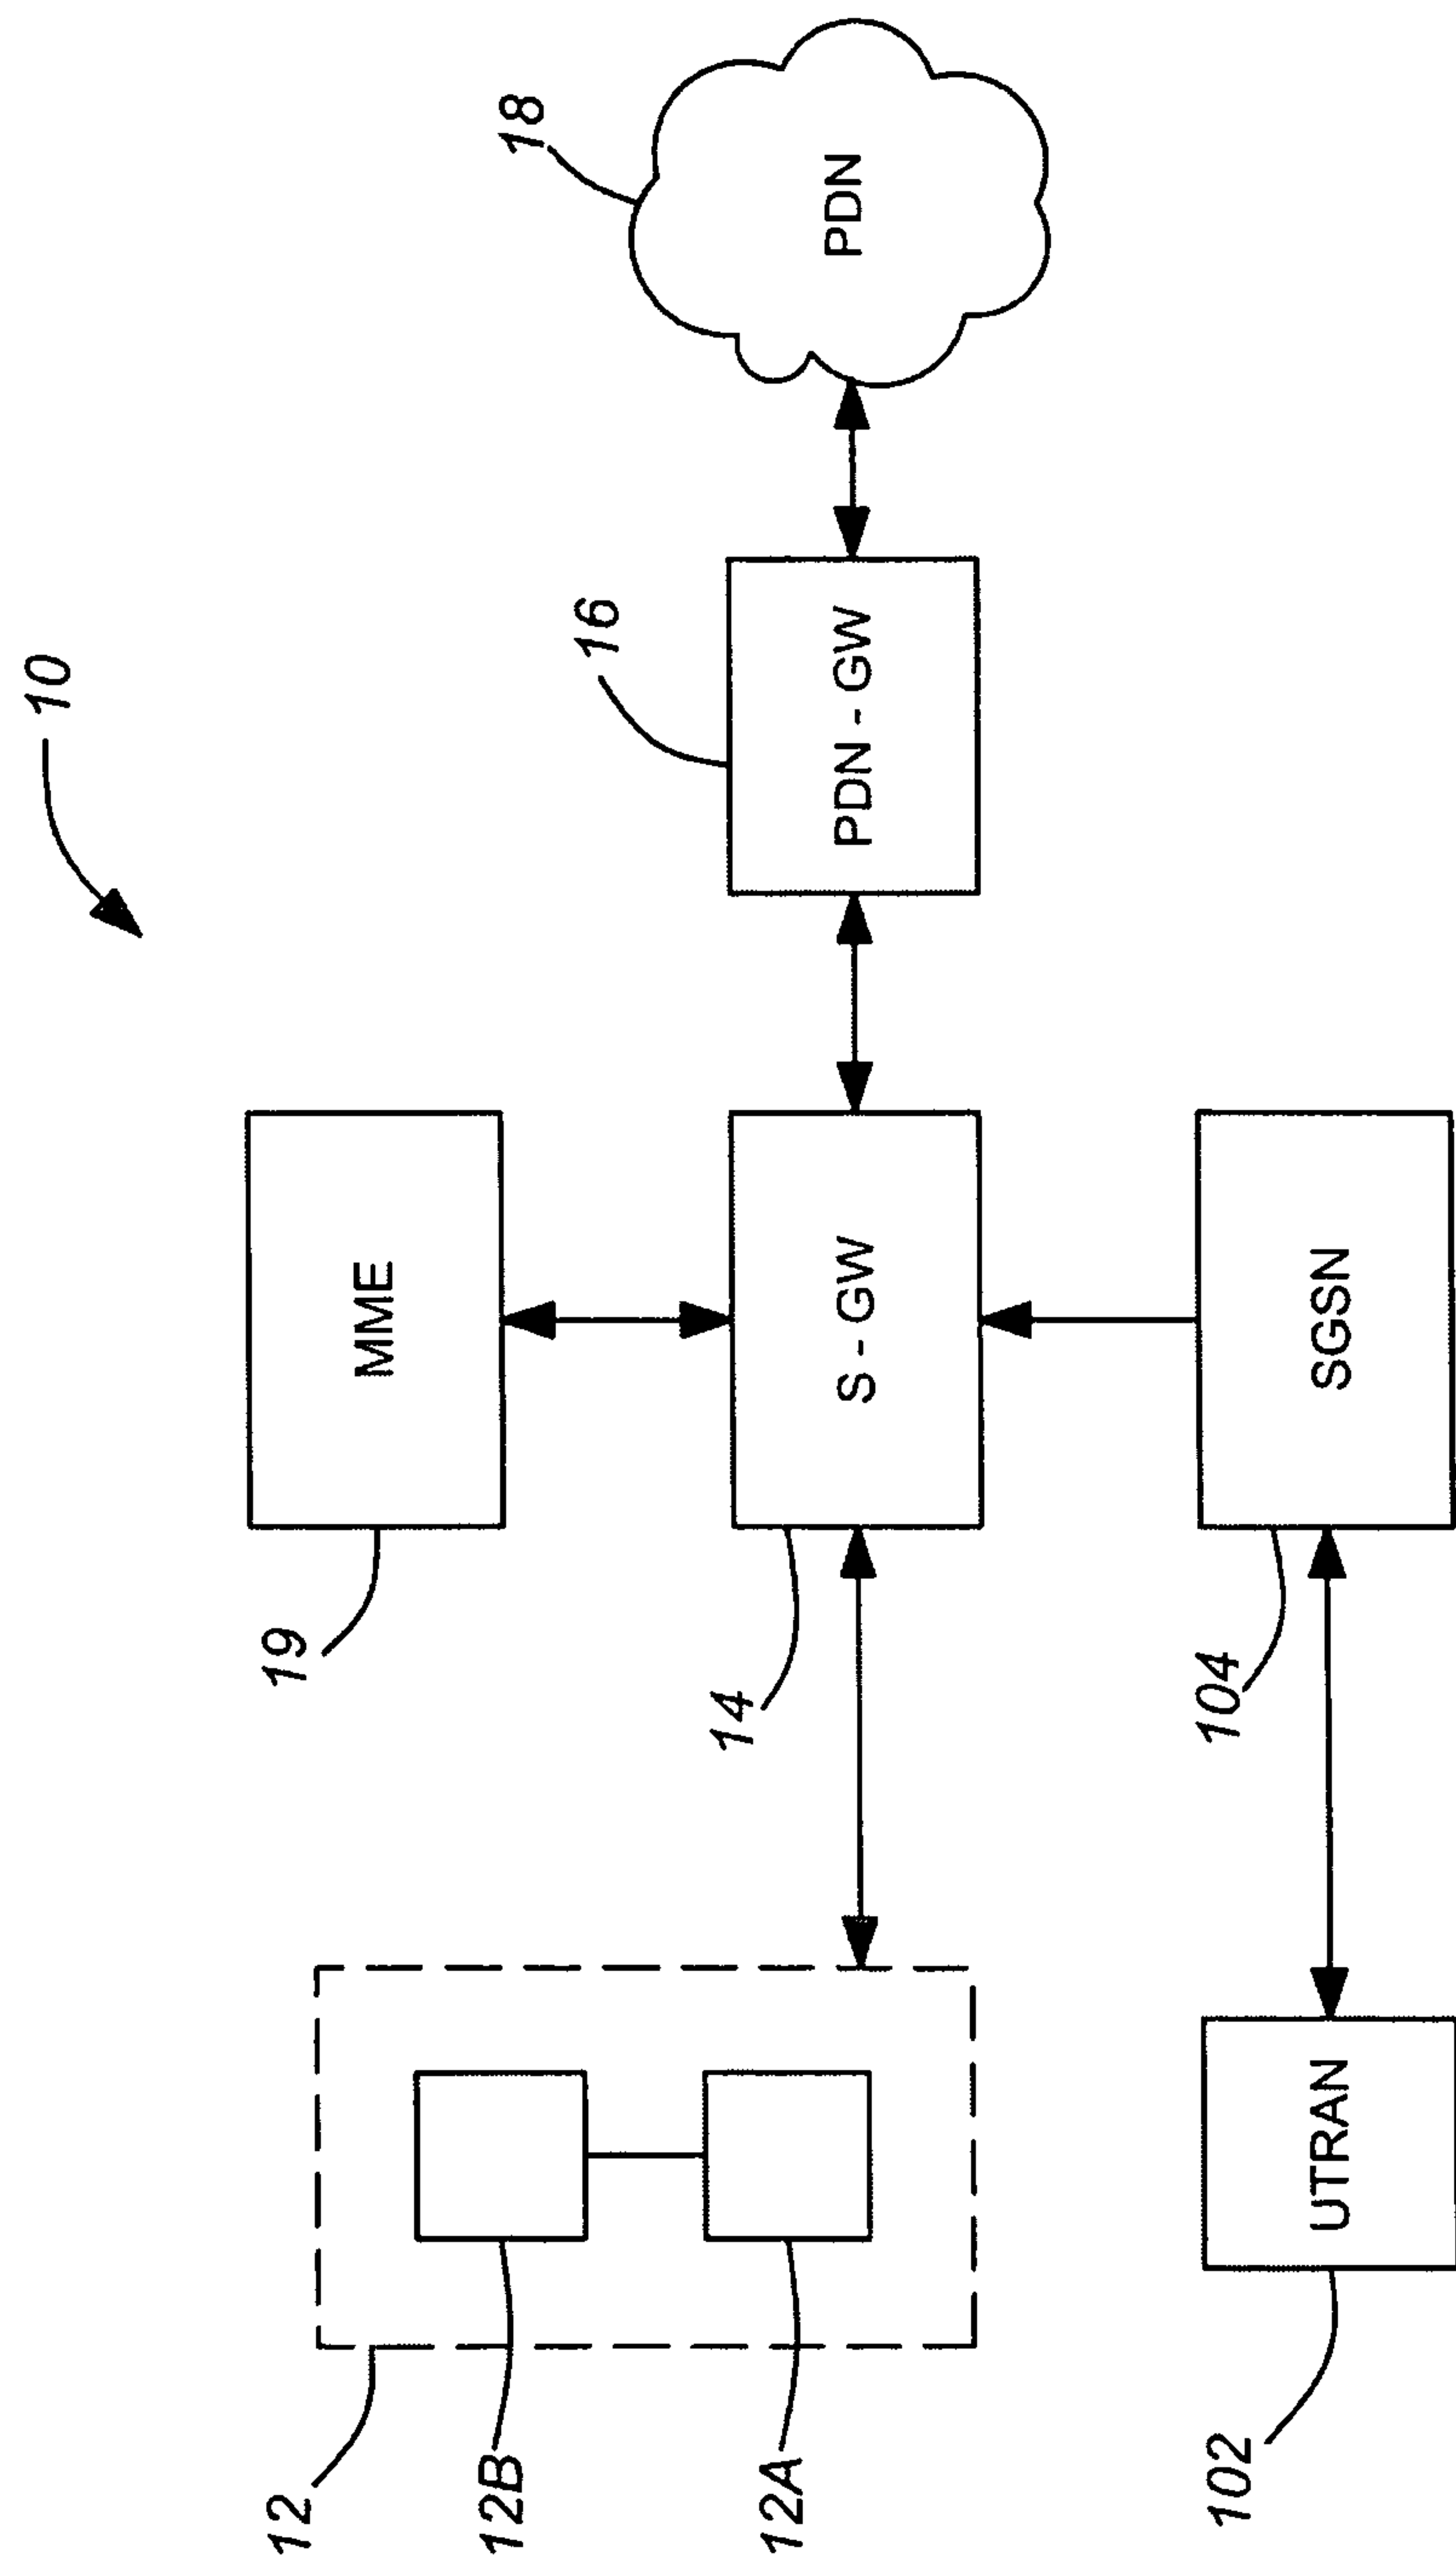 10
18
PDN
16
PDN - GW
MME
19
S - GW
14
SGSN
104
12
12B
12A
UTRAN
102